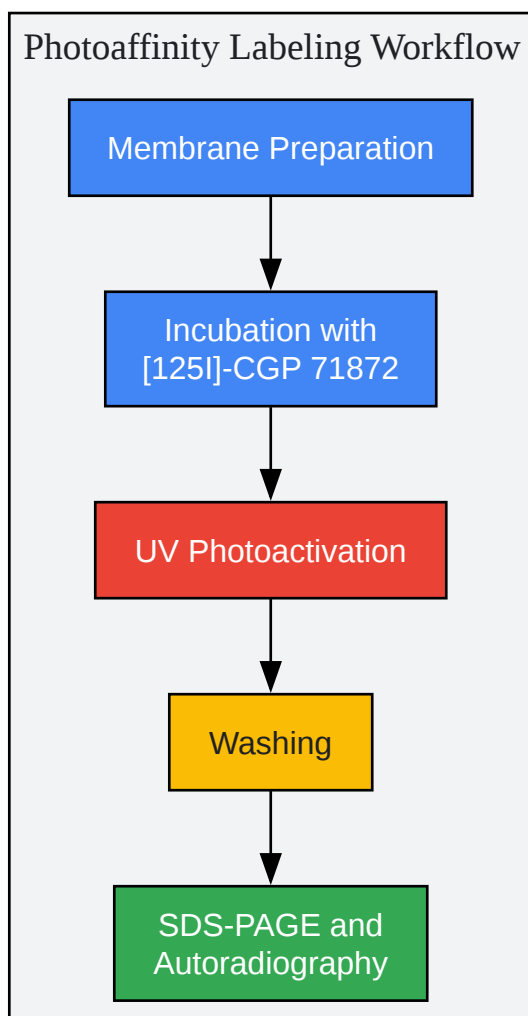 Photoaffinity Labeling Workflow
Membrane Preparation
Incubation with
[125I]-CGP 71872
UV Photoactivation
Washing
SDS-PAGE and
Autoradiography